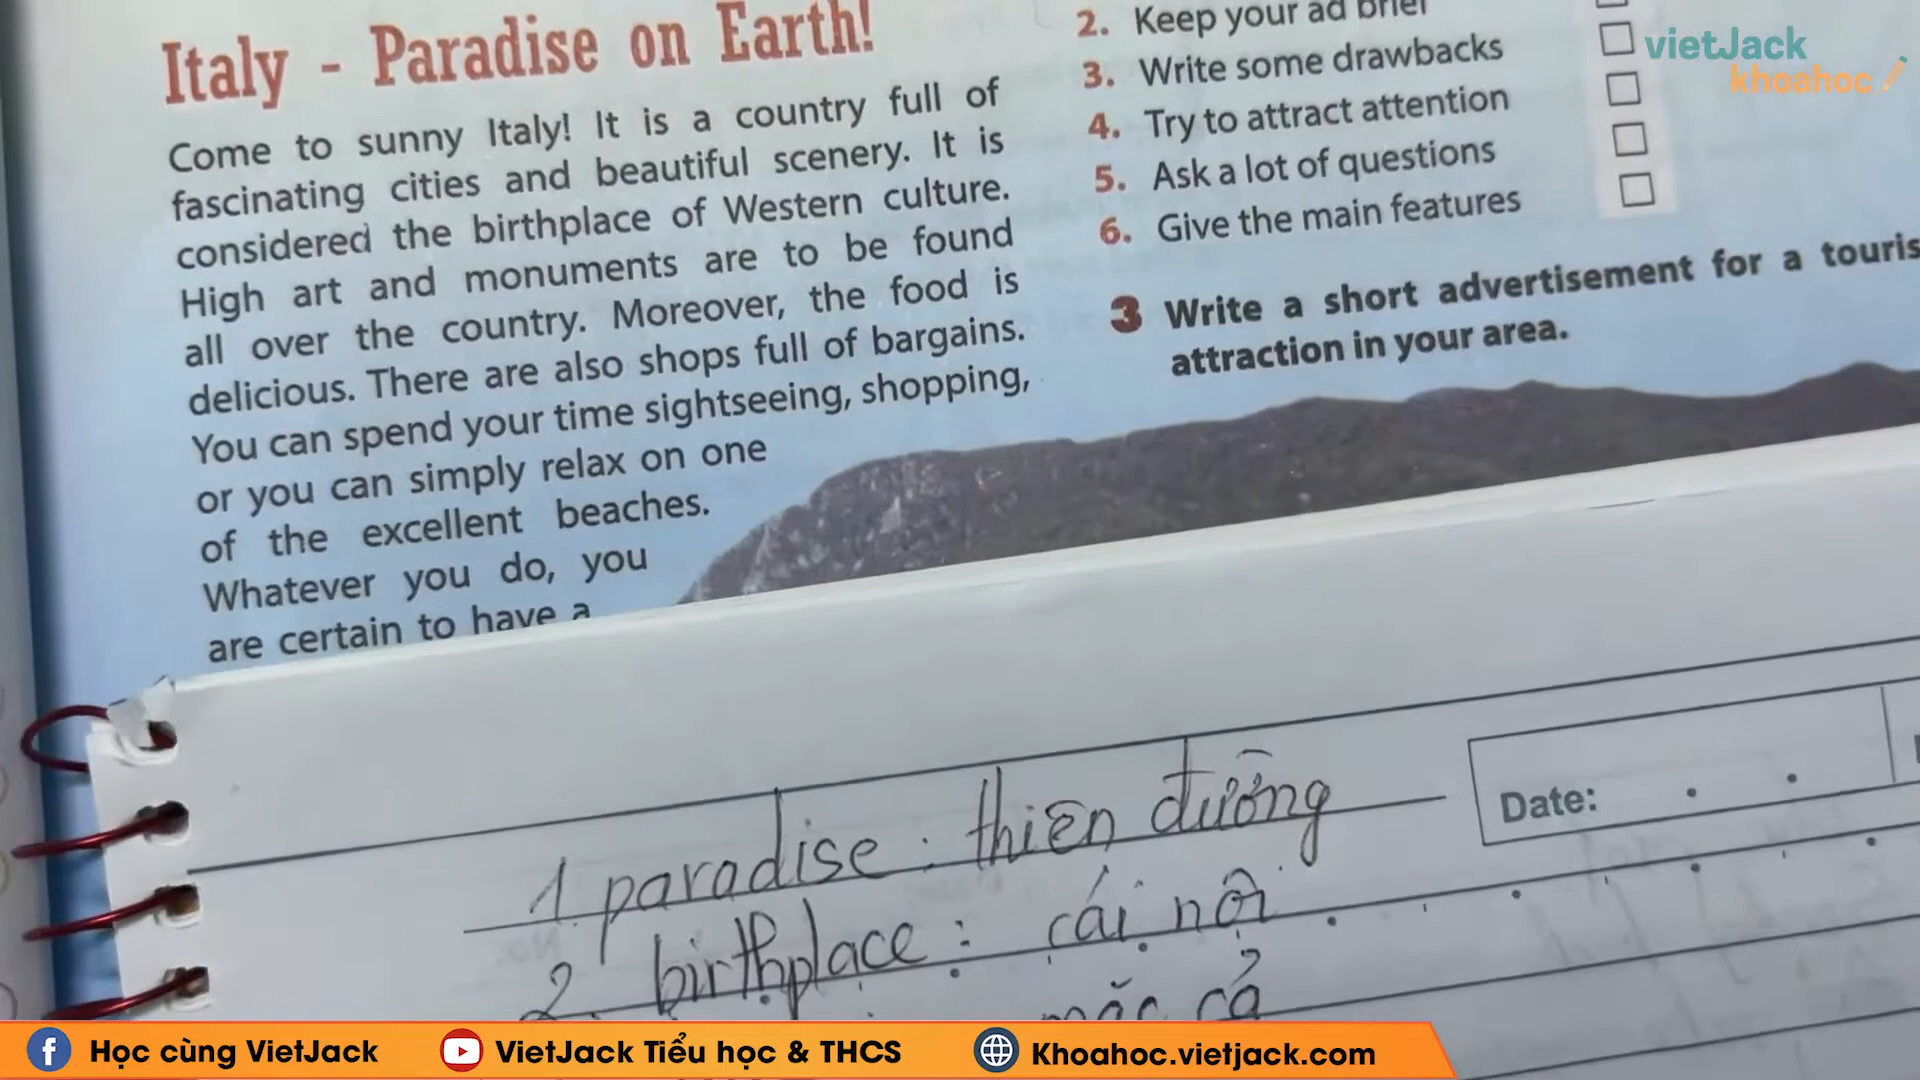 Italy - Paradise on Earth!
Come to sunny Italy! It is a country full of
fascinating cities and beautiful scenery. It is
considered the birthplace of Western culture.
High art and monuments are to be found
all over the country. Moreover, the food is
delicious. There are also shops full of bargains.
You can spend your time sightseeing, shopping,
or you can simply relax on one
of the excellent beaches.
Whatever you do, you
are certain to have a
2. Keep your ad brief
3. Write some drawbacks
4. Try to attract attention
5. Ask a lot of questions
6. Give the main features
3 Write a short advertisement for a touris
attraction in your area.
vietJack
khoahoc
Date:
1 paradise : thiên đường
2 birthplace : cái nôi
mặc cả
Học cùng VietJack
VietJack Tiểu học & THCS
Khoahoc.vietjack.com